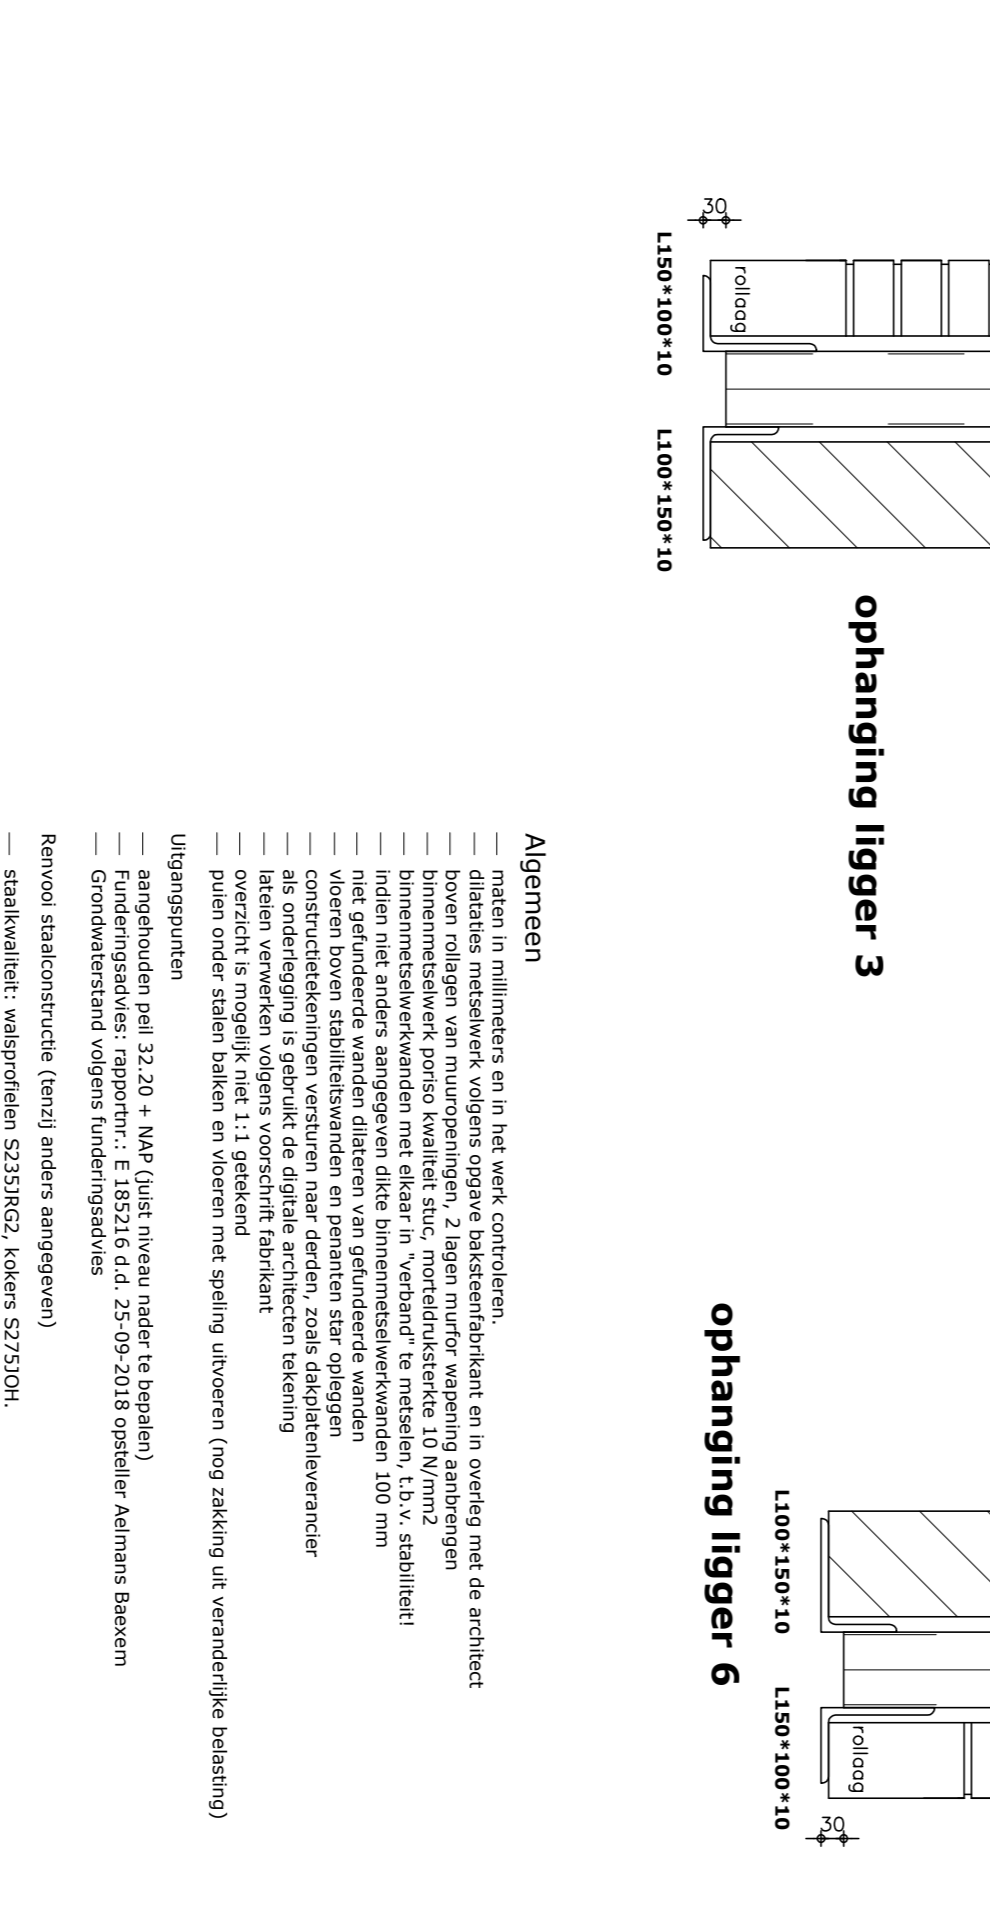 30
rollaag
L150*100*10
L100*150*10
ophanging ligger 3
L100*150*10
L150*100*10
rollaag
30
ophanging ligger 6
Algemeen
— maten in millimeters en in het werk controleren.
— dilataties metselwerk volgens opgave baksteenfabrikant en in overleg met de architect
— boven rollagen van muuropeningen, 2 lagen murfor wapening aanbrengen
— binnenmetselwerk poriso kwaliteit stuc, morteldruksterkte 10 N/mm2
— binnenmetselwerkwanden met elkaar in "verband" te metselen, t.b.v. stabiliteit!
— indien niet anders aangegeven dikte binnenmetselwerkwanden 100 mm
— niet gefundeerde wanden dilateren van gefundeerde wanden
— vloeren boven stabiliteitswanden en penanten star opleggen
— constructietekeningen versturen naar derden, zoals dakplatenleverancier
— als onderlegging is gebruikt de digitale architecten tekening
— lateien verwerken volgens voorschrift fabrikant
— overzicht is mogelijk niet 1:1 getekend
— puien onder stalen balken en vloeren met speling uitvoeren (nog zakking uit veranderlijke belasting)
Uitgangspunten
— aangehouden peil 32.20 + NAP (juist niveau nader te bepalen)
— Funderingsadvies: rapportnr.: E 185216 d.d. 25-09-2018 opsteller Aelmans Baexem
— Grondwaterstand volgens funderingsadvies
Renvooi staalconstructie (tenzij anders aangegeven)
— staalkwaliteit: walsprofielen S235JRG2, kokers S275JOH.